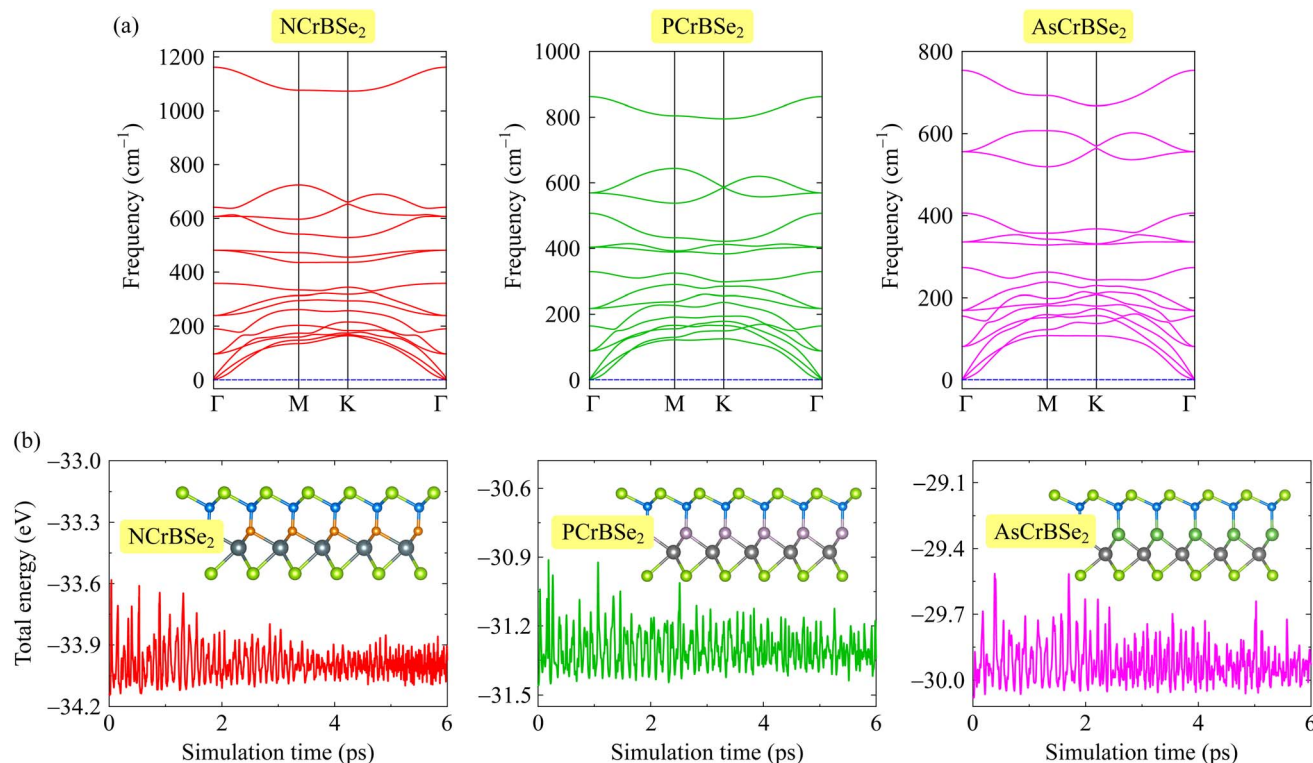 (a)
NCrBSe₂
PCrBSe₂
AsCrBSe₂
Frequency (cm⁻¹)
1200
1000
800
600
400
200
0
Γ M K Γ
Frequency (cm⁻¹)
1000
800
600
400
200
0
Γ M K Γ
Frequency (cm⁻¹)
800
600
400
200
0
Γ M K Γ
(b)
Total energy (eV)
−33.0
−33.3
−33.6
−33.9
−34.2
NCrBSe₂
0 2 4 6
Simulation time (ps)
−30.6
−30.9
−31.2
−31.5
PCrBSe₂
0 2 4 6
Simulation time (ps)
−29.1
−29.4
−29.7
−30.0
AsCrBSe₂
0 2 4 6
Simulation time (ps)